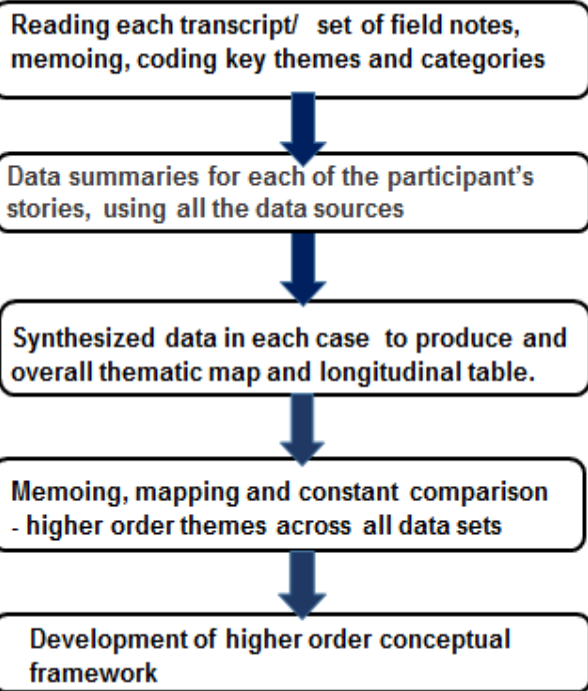 Reading each transcript/ set of field notes,
memoing, coding key themes and categories
Data summaries for each of the participant's
stories, using all the data sources
Synthesized data in each case to produce and
overall thematic map and longitudinal table.
Memoing, mapping and constant comparison
- higher order themes across all data sets
Development of higher order conceptual
framework